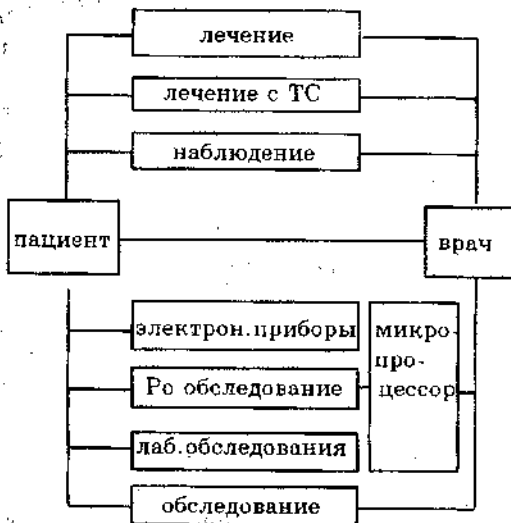 лечение
лечение с ТС
наблюдение
пациент
врач
электрон.приборы
микро-
про-
цессор
Ро обследование
лаб.обследования
обследование